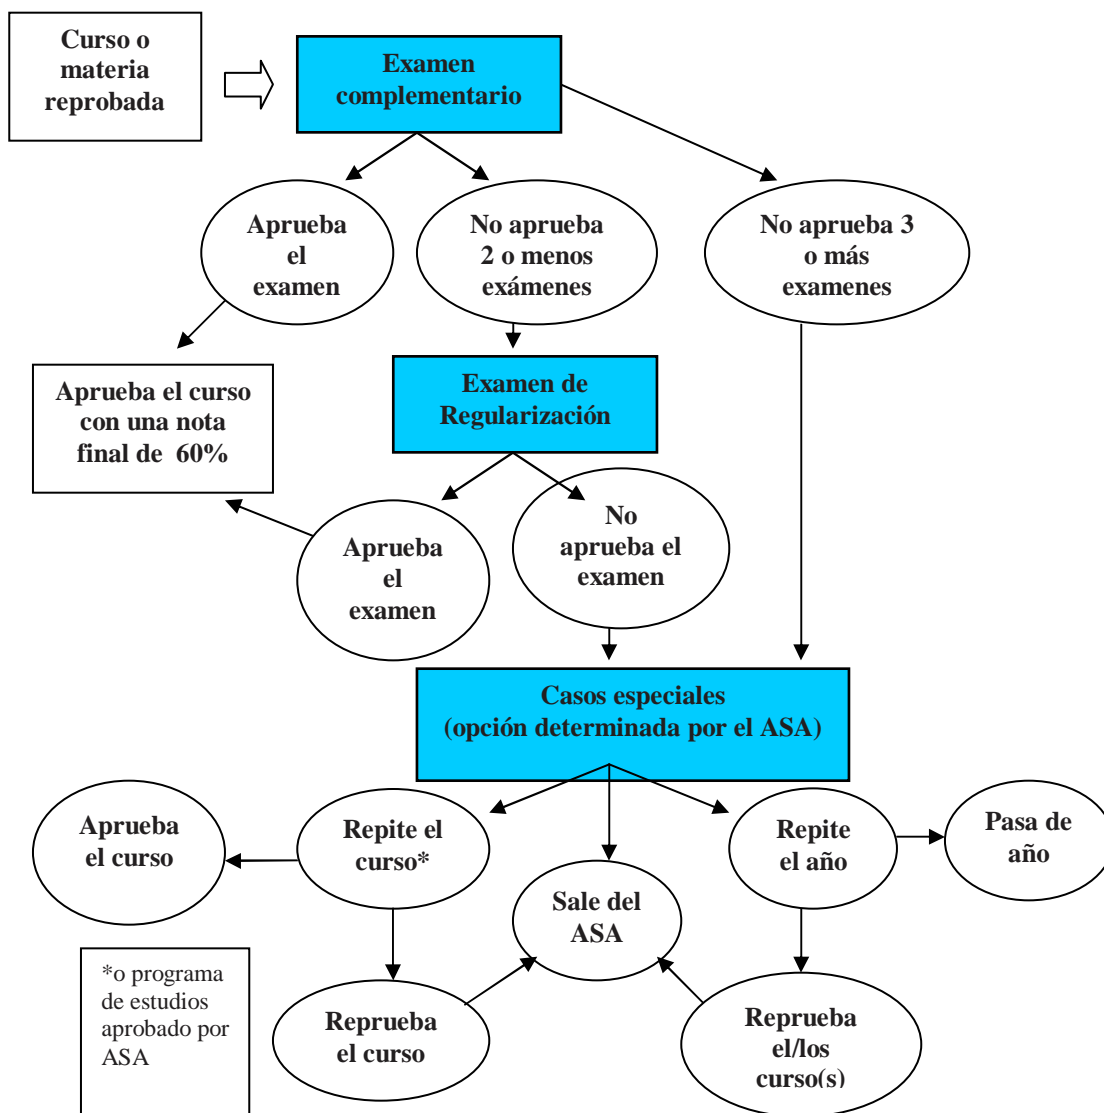 Curso o
materia
reprobada
Examen
complementario
Aprueba
el
examen
No aprueba
2 o menos
exámenes
No aprueba 3
o más
examenes
Aprueba el curso
con una nota
final de 60%
Examen de
Regularización
Aprueba
el
examen
No
aprueba el
examen
Casos especiales
(opción determinada por el ASA)
Aprueba
el curso
Repite el
curso*
Sale del
ASA
Repite
el año
Pasa de
año
*o programa
de estudios
aprobado por
ASA
Reprueba
el curso
Reprueba
el/los
curso(s)